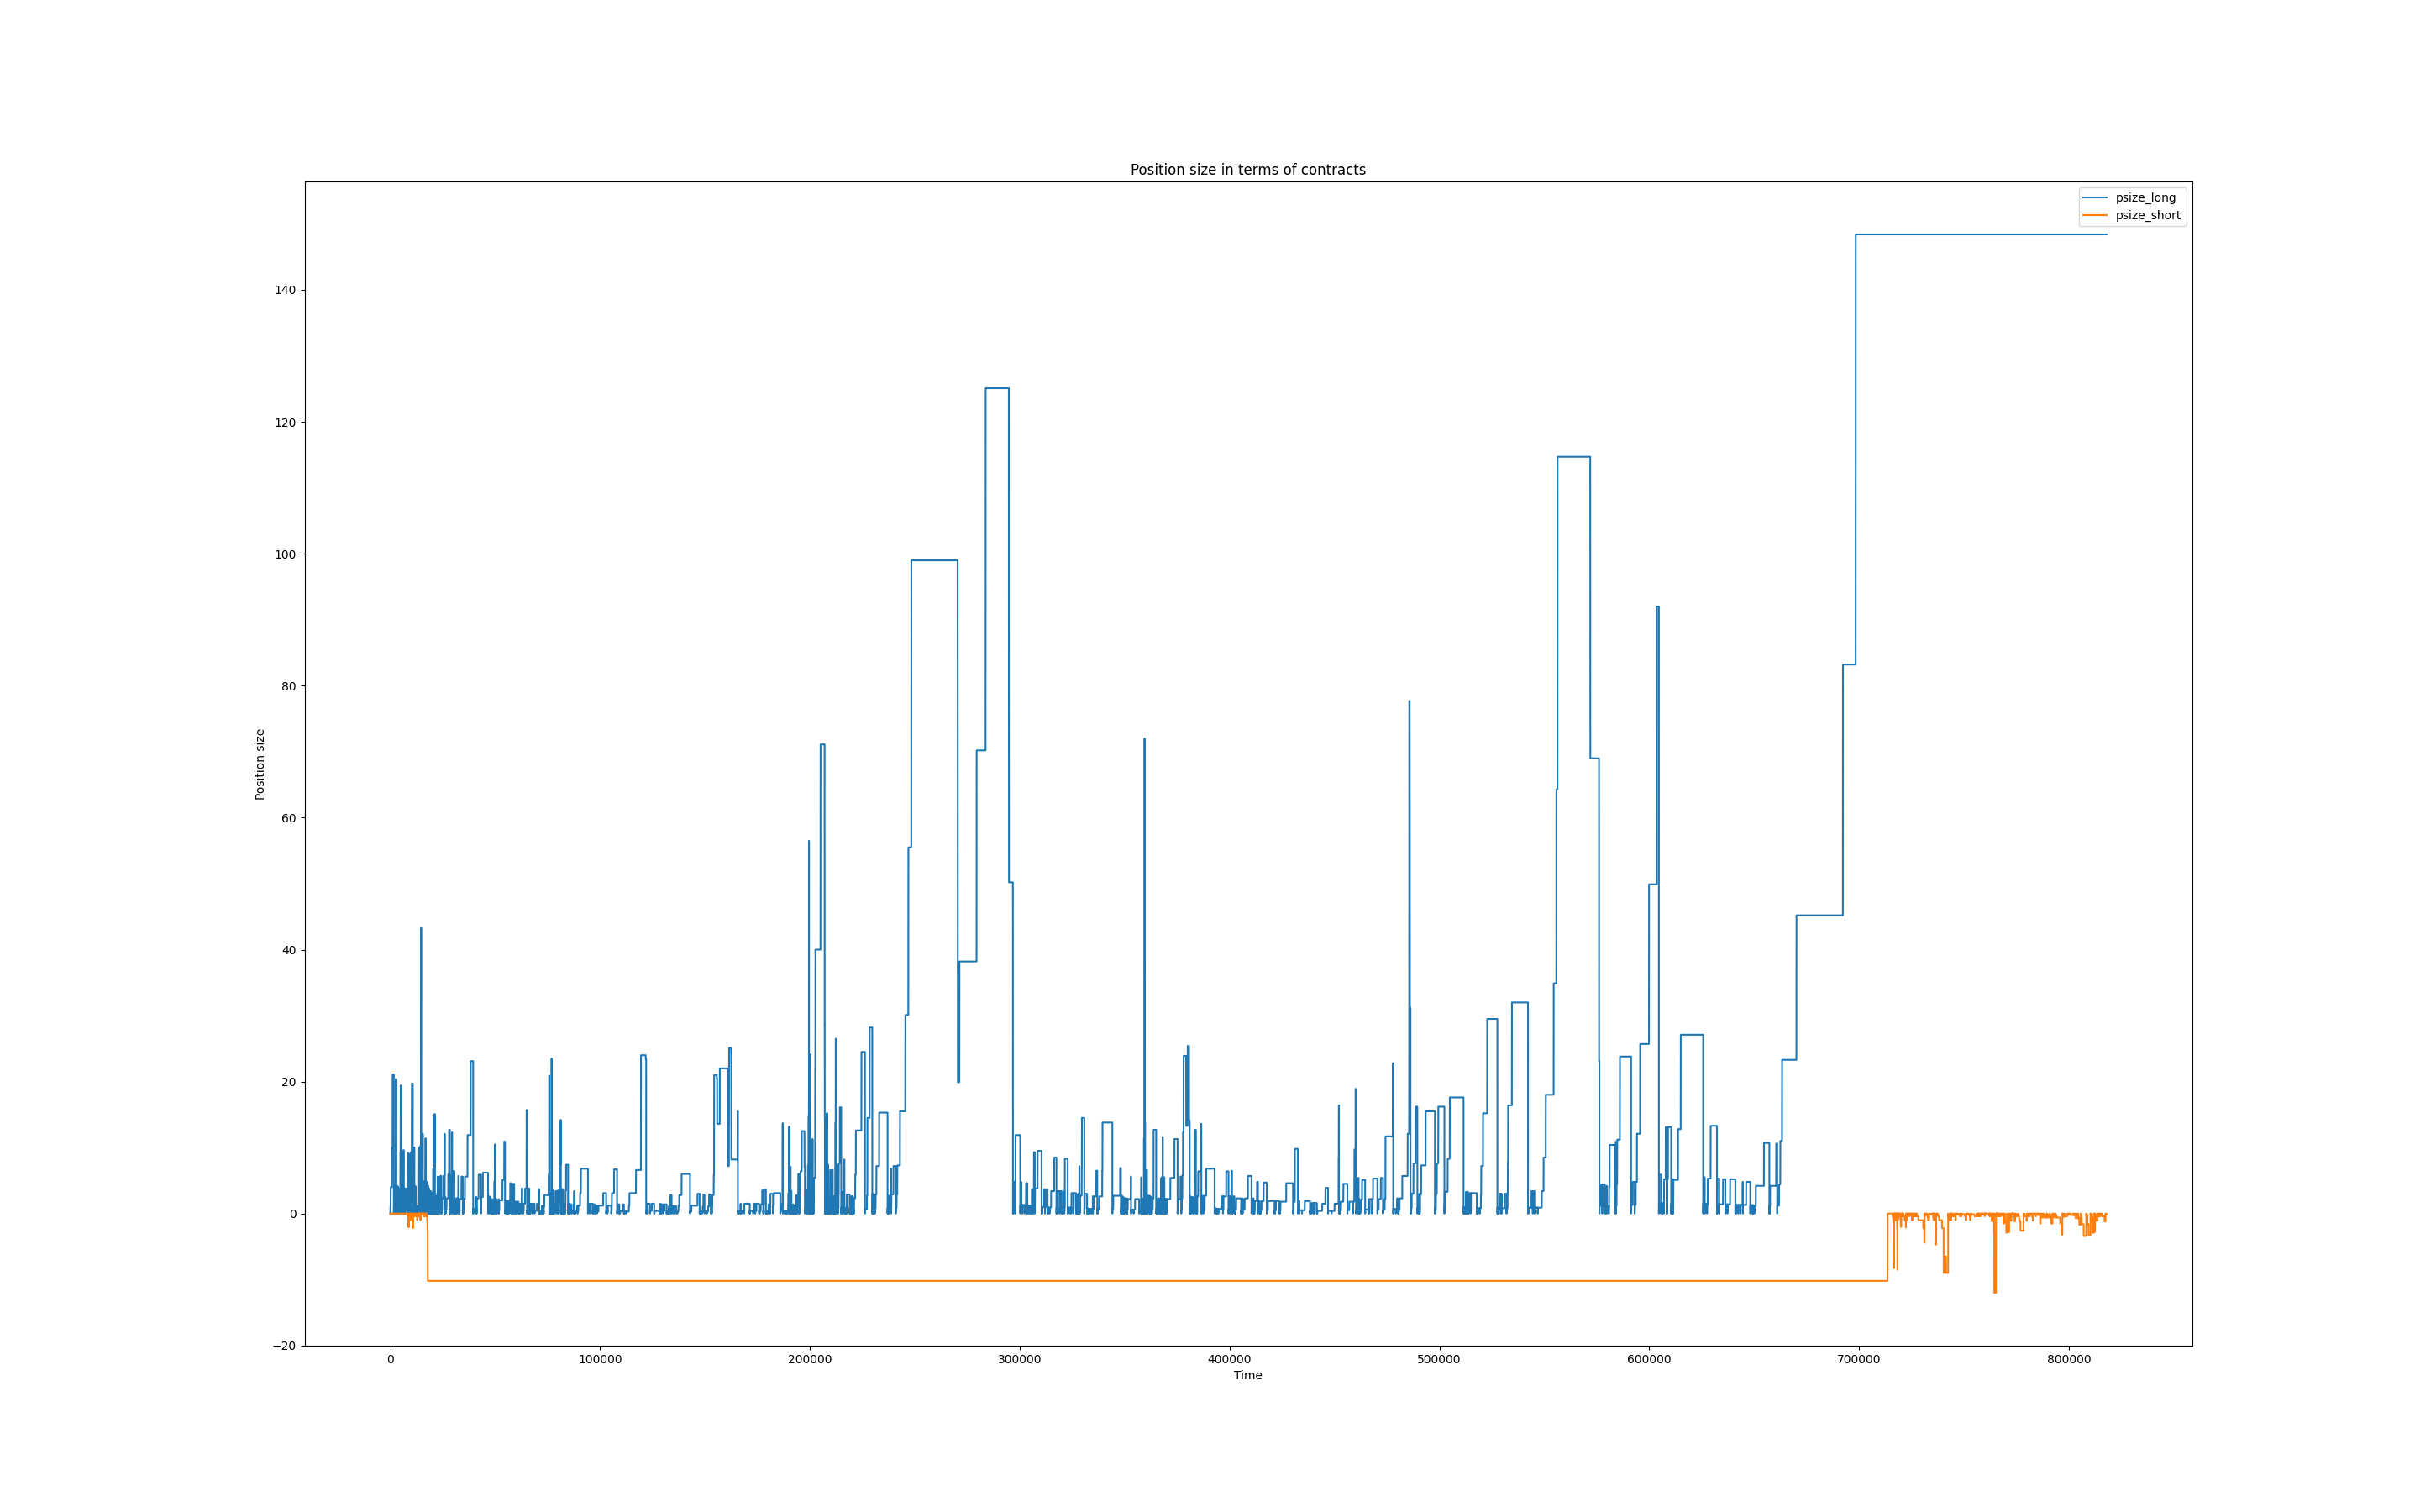 Position size in terms of contracts
psize_long
psize_short
140
120
100
80
60
40
20
0
−20
Position size
0 100000 200000 300000 400000 500000 600000 700000 800000
Time